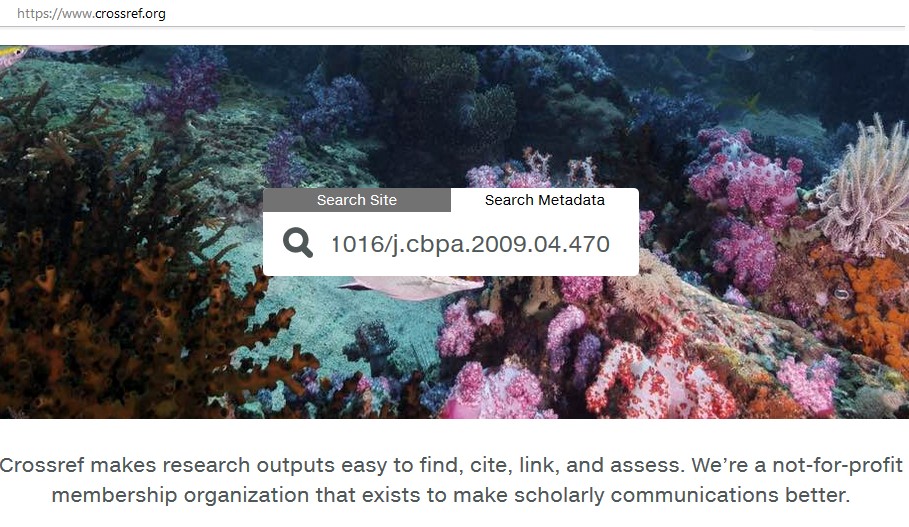 https://www.crossref.org
Search Site
Search Metadata
1016/j.cbpa.2009.04.470
Crossref makes research outputs easy to find, cite, link, and assess. We’re a not-for-profit
membership organization that exists to make scholarly communications better.